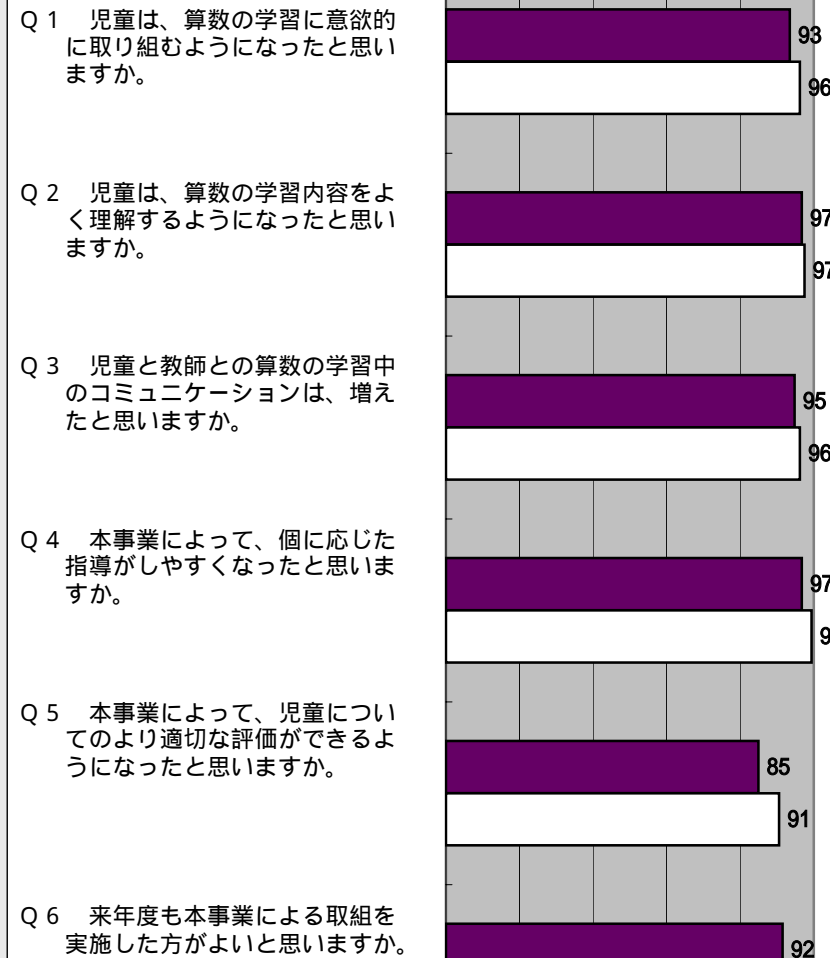 Q 1　児童は、算数の学習に意欲的
に取り組むようになったと思い
ますか。
93
96
Q 2　児童は、算数の学習内容をよ
く理解するようになったと思い
ますか。
97
97
Q 3　児童と教師との算数の学習中
のコミュニケーションは、増え
たと思いますか。
95
96
Q 4　本事業によって、個に応じた
指導がしやすくなったと思いま
すか。
97
Q 5　本事業によって、児童につい
てのより適切な評価ができるよ
うになったと思いますか。
85
91
Q 6　来年度も本事業による取組を
実施した方がよいと思いますか。
92